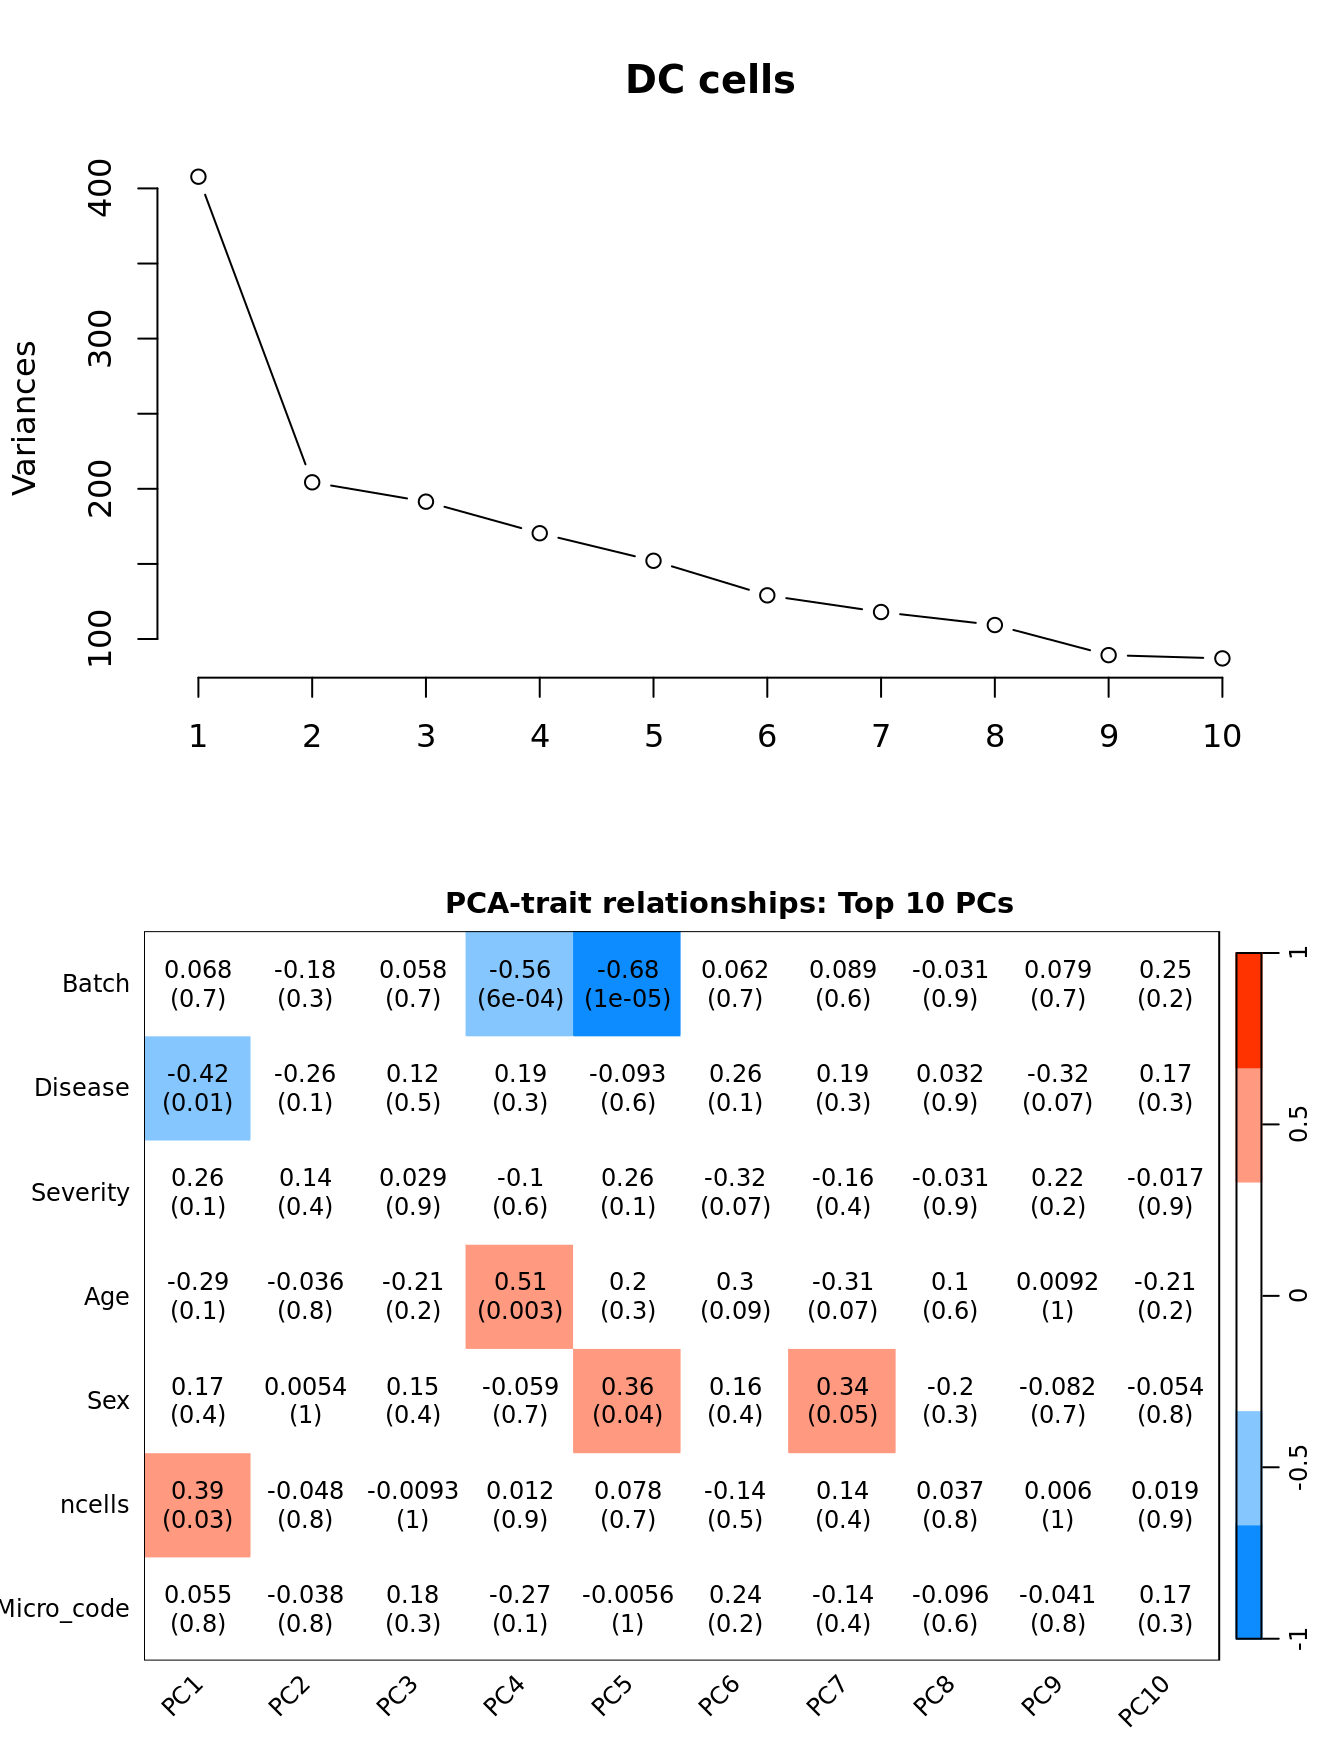 DC cells
Variances
400
300
200
100
1 2 3 4 5 6 7 8 9 10
PCA-trait relationships: Top 10 PCs
Batch 0.068 -0.18 0.058 -0.56 -0.68 0.062 0.089 -0.031 0.079 0.25
(0.7) (0.3) (0.7) (6e-04) (1e-05) (0.7) (0.6) (0.9) (0.7) (0.2)
Disease -0.42 -0.26 0.12 0.19 -0.093 0.26 0.19 0.032 -0.32 0.17
(0.01) (0.1) (0.5) (0.3) (0.6) (0.1) (0.3) (0.9) (0.07) (0.3)
Severity 0.26 0.14 0.029 -0.1 0.26 -0.32 -0.16 -0.031 0.22 -0.017
(0.1) (0.4) (0.9) (0.6) (0.1) (0.07) (0.4) (0.9) (0.2) (0.9)
Age -0.29 -0.036 -0.21 0.51 0.2 0.3 -0.31 0.1 0.0092 -0.21
(0.1) (0.8) (0.2) (0.003) (0.3) (0.09) (0.07) (0.6) (1) (0.2)
Sex 0.17 0.0054 0.15 -0.059 0.36 0.16 0.34 -0.2 -0.082 -0.054
(0.4) (1) (0.4) (0.7) (0.04) (0.4) (0.05) (0.3) (0.7) (0.8)
ncells 0.39 -0.048 -0.0093 0.012 0.078 -0.14 0.14 0.037 0.006 0.019
(0.03) (0.8) (1) (0.9) (0.7) (0.5) (0.4) (0.8) (1) (0.9)
Micro_code 0.055 -0.038 0.18 -0.27 -0.0056 0.24 -0.14 -0.096 -0.041 0.17
(0.8) (0.8) (0.3) (0.1) (1) (0.2) (0.4) (0.6) (0.8) (0.3)
PC1 PC2 PC3 PC4 PC5 PC6 PC7 PC8 PC9 PC10
1
0.5
0
-0.5
-1